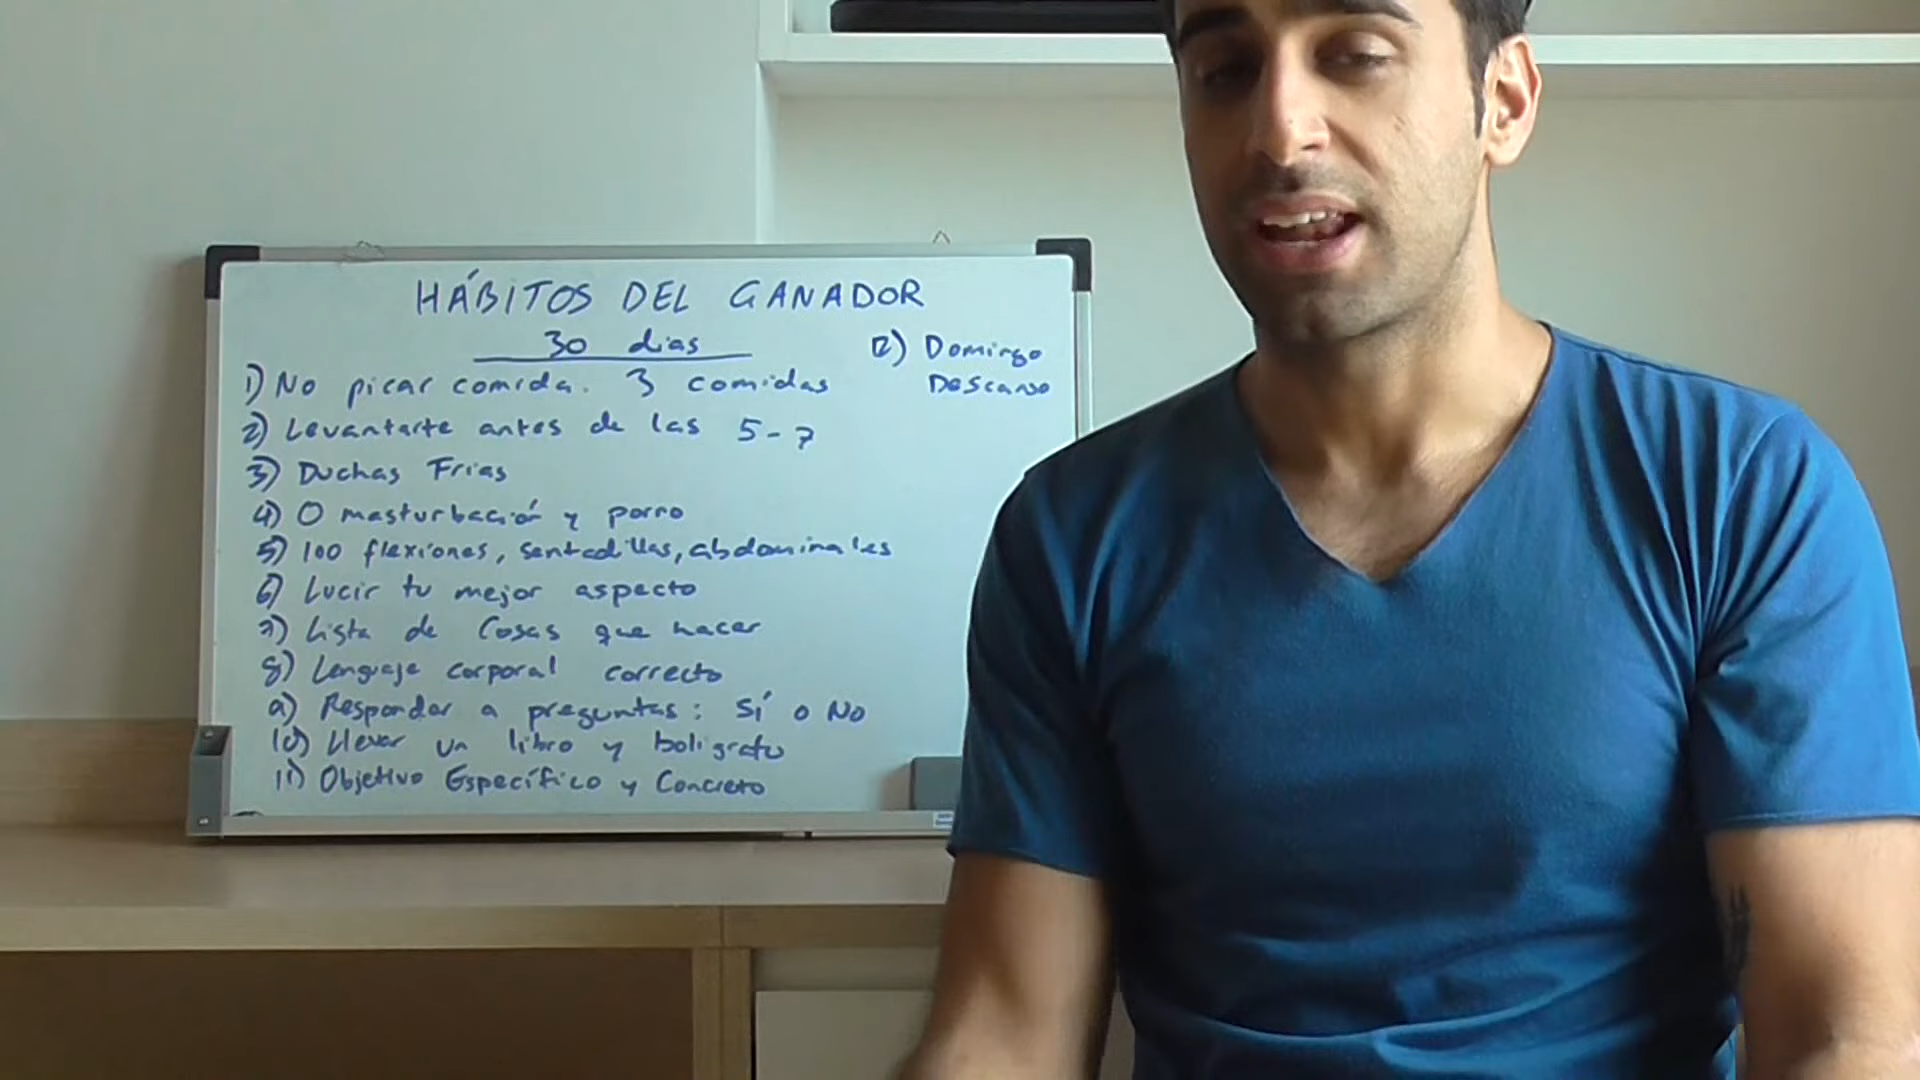 HÁBITOS DEL GANADOR
30 dias
1) No picar comida. 3 comidas
2) Levantarte antes de las 5-7
3) Duchas Frias
4) 0 masturbación y porno
5) 100 flexiones, sentadillas, abdominales
6) Lucir tu mejor aspecto
7) Lista de Cosas que hacer
8) Lenguaje corporal correcto
9) Responder a preguntas: Sí o No
10) Llevar un libro y boligrafo
11) Objetivo Específico y Concreto
12) Domingo
Descanso